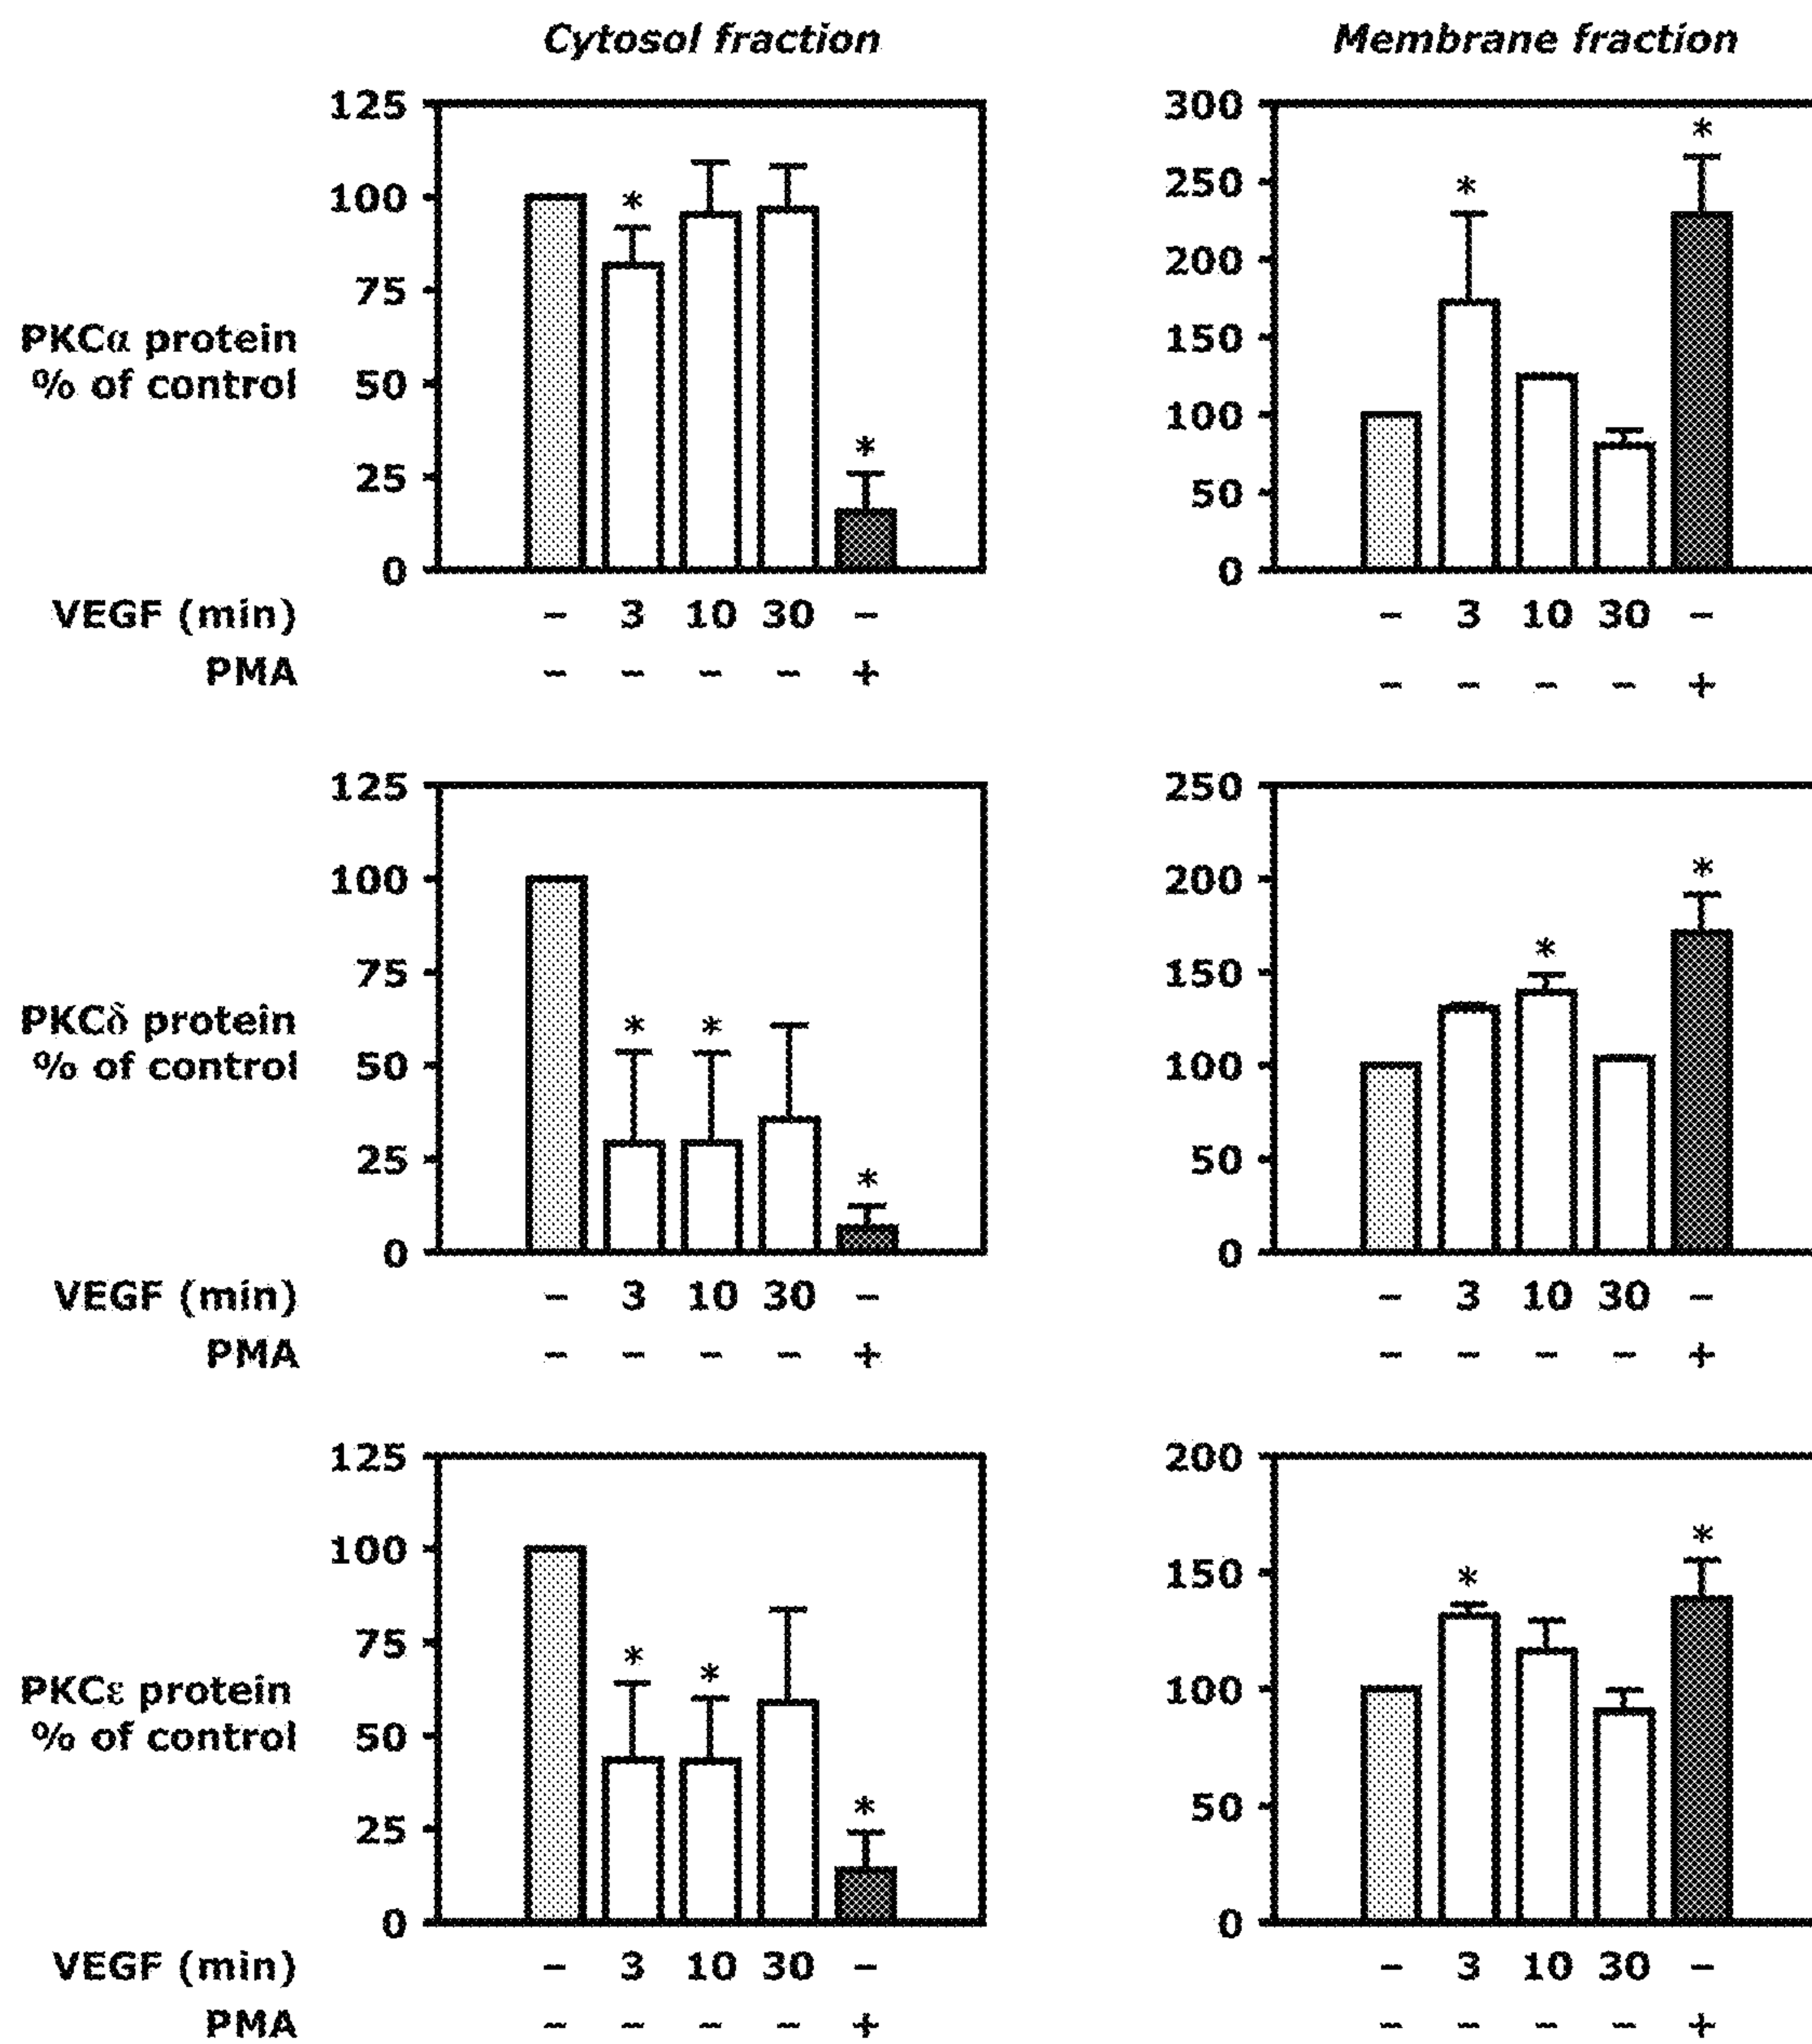 Cytosol fraction
Membrane fraction
PKCα protein
% of control
125
100
75
50
25
0
* *
VEGF (min) – 3 10 30 –
PMA – – – – +
300
250
200
150
100
50
0
* *
– 3 10 30 –
– – – – +
PKCδ protein
% of control
125
100
75
50
25
0
* * *
VEGF (min) – 3 10 30 –
PMA – – – – +
250
200
150
100
50
0
* *
– 3 10 30 –
– – – – +
PKCε protein
% of control
125
100
75
50
25
0
* * *
VEGF (min) – 3 10 30 –
PMA – – – – +
200
150
100
50
0
* *
– 3 10 30 –
– – – – +